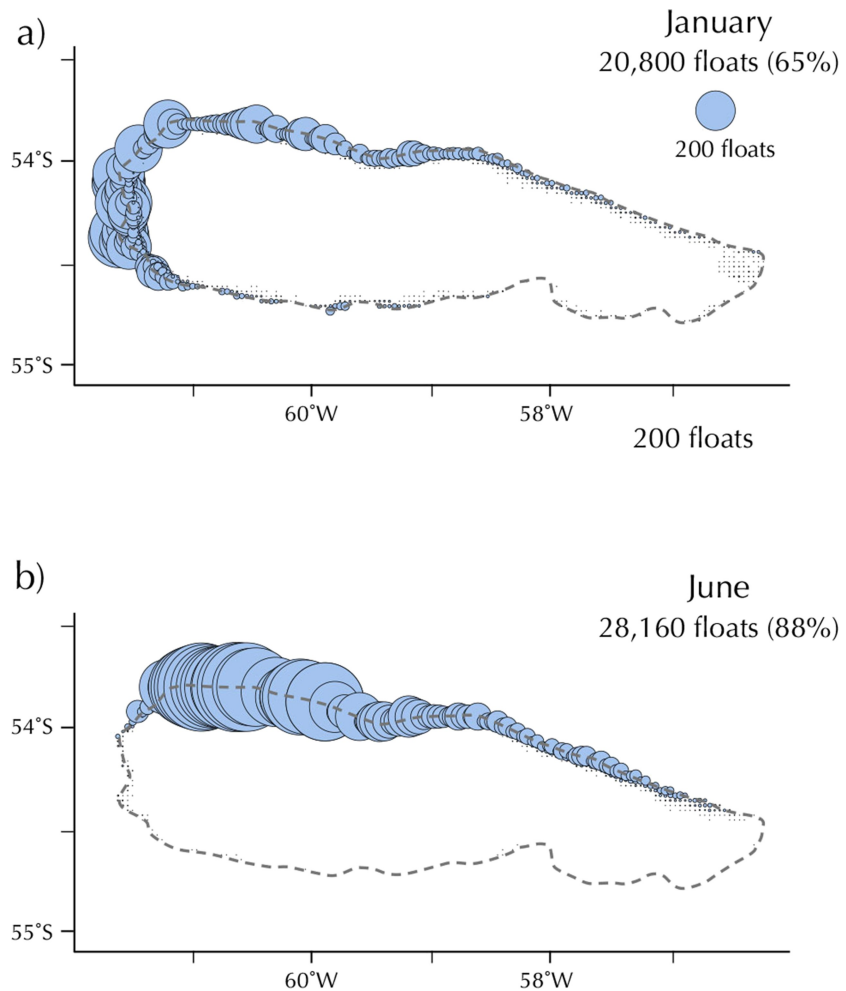 a)
January
20,800 floats (65%)
200 floats
54˚S
55˚S
60˚W
58˚W
200 floats
b)
June
28,160 floats (88%)
54˚S
55˚S
60˚W
58˚W